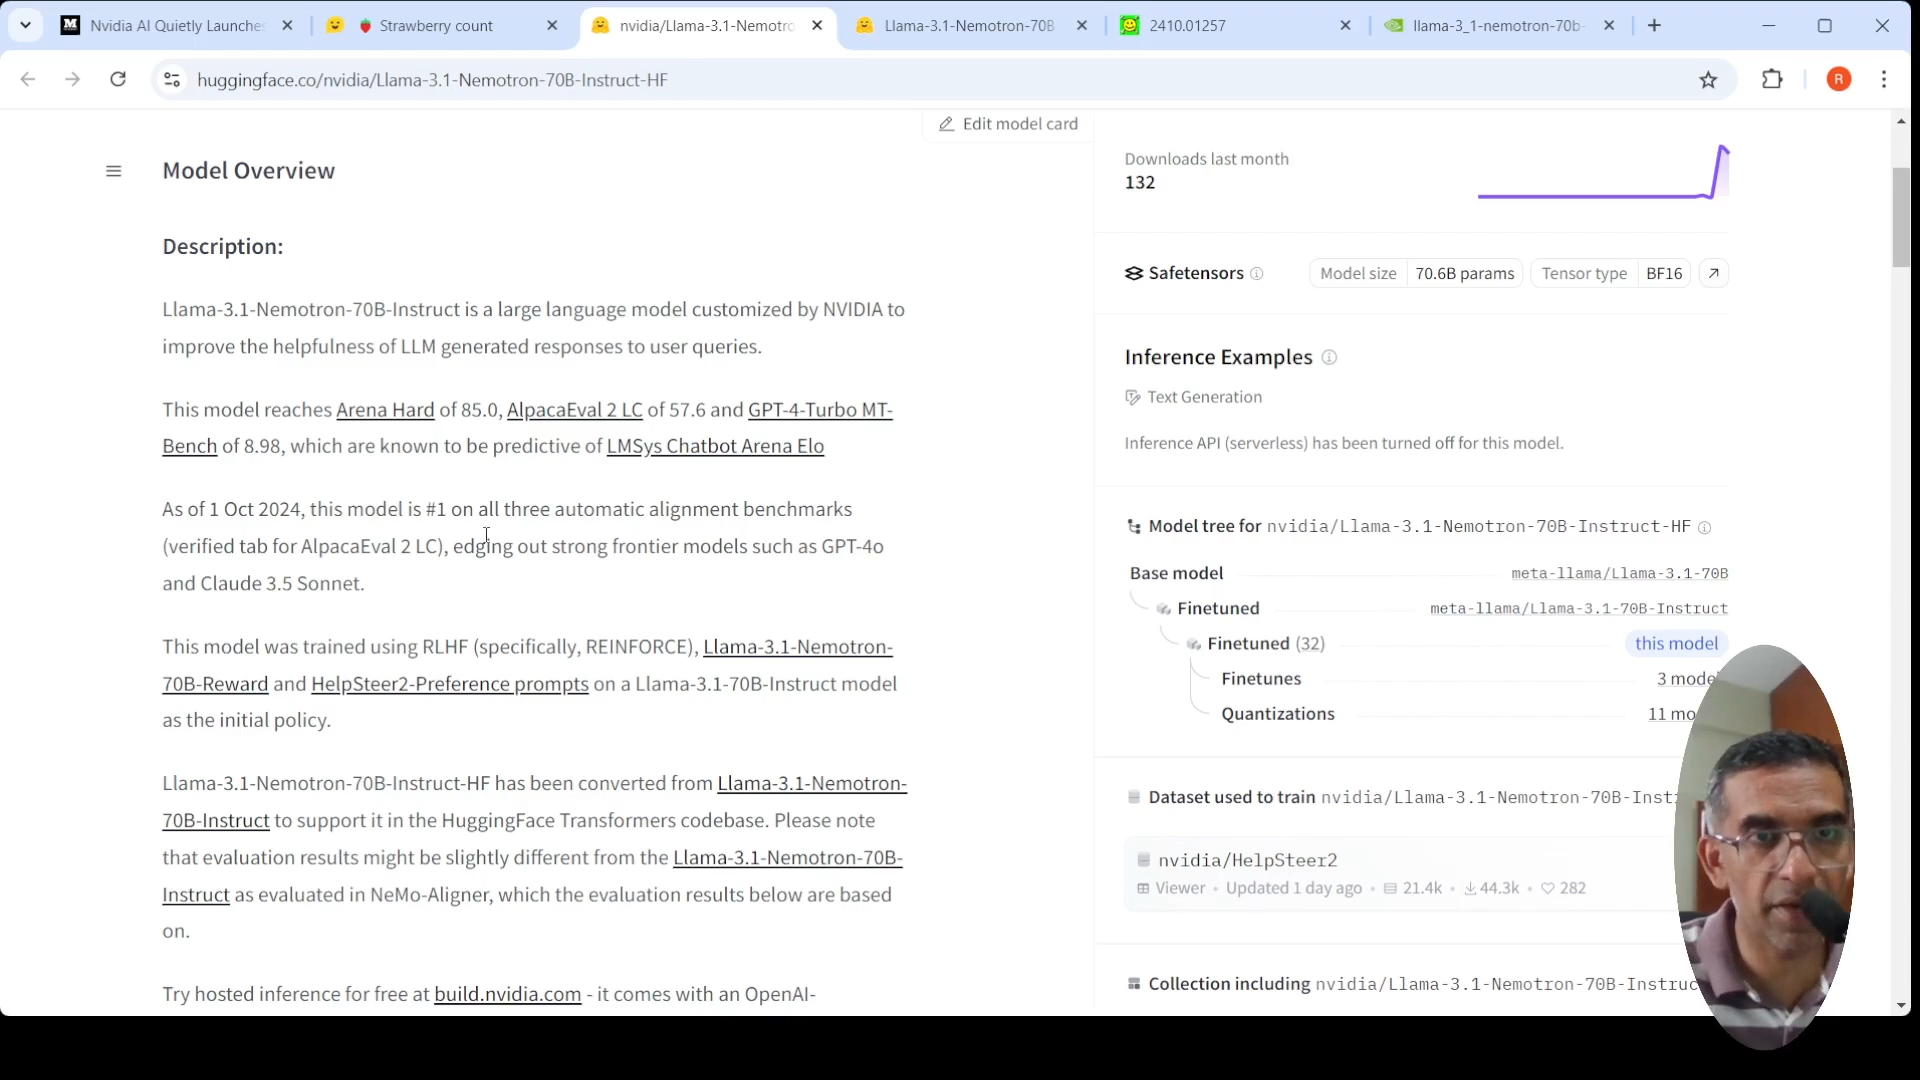 Nvidia AI Quietly Launche
Strawberry count
nvidia/Llama-3.1-Nemotro
Llama-3.1-Nemotron-70B
2410.01257
llama-3_1-nemotron-70b-
huggingface.co/nvidia/Llama-3.1-Nemotron-70B-Instruct-HF
R
Edit model card
Model Overview
Description:
Llama-3.1-Nemotron-70B-Instruct is a large language model customized by NVIDIA to
improve the helpfulness of LLM generated responses to user queries.
This model reaches Arena Hard of 85.0, AlpacaEval 2 LC of 57.6 and GPT-4-Turbo MT-
Bench of 8.98, which are known to be predictive of LMSys Chatbot Arena Elo
As of 1 Oct 2024, this model is #1 on all three automatic alignment benchmarks
(verified tab for AlpacaEval 2 LC), edging out strong frontier models such as GPT-4o
and Claude 3.5 Sonnet.
This model was trained using RLHF (specifically, REINFORCE), Llama-3.1-Nemotron-
70B-Reward and HelpSteer2-Preference prompts on a Llama-3.1-70B-Instruct model
as the initial policy.
Llama-3.1-Nemotron-70B-Instruct-HF has been converted from Llama-3.1-Nemotron-
70B-Instruct to support it in the HuggingFace Transformers codebase. Please note
that evaluation results might be slightly different from the Llama-3.1-Nemotron-70B-
Instruct as evaluated in NeMo-Aligner, which the evaluation results below are based
on.
Try hosted inference for free at build.nvidia.com - it comes with an OpenAI-
Downloads last month
132
Safetensors
Model size 70.6B params
Tensor type BF16
Inference Examples
Text Generation
Inference API (serverless) has been turned off for this model.
Model tree for nvidia/Llama-3.1-Nemotron-70B-Instruct-HF
Base model meta-llama/Llama-3.1-70B
Finetuned meta-llama/Llama-3.1-70B-Instruct
Finetuned (32) this model
Finetunes 3 mode
Quantizations 11 mo
Dataset used to train nvidia/Llama-3.1-Nemotron-70B-Inst
nvidia/HelpSteer2
Viewer • Updated 1 day ago • 21.4k • 44.3k • 282
Collection including nvidia/Llama-3.1-Nemotron-70B-Instruc